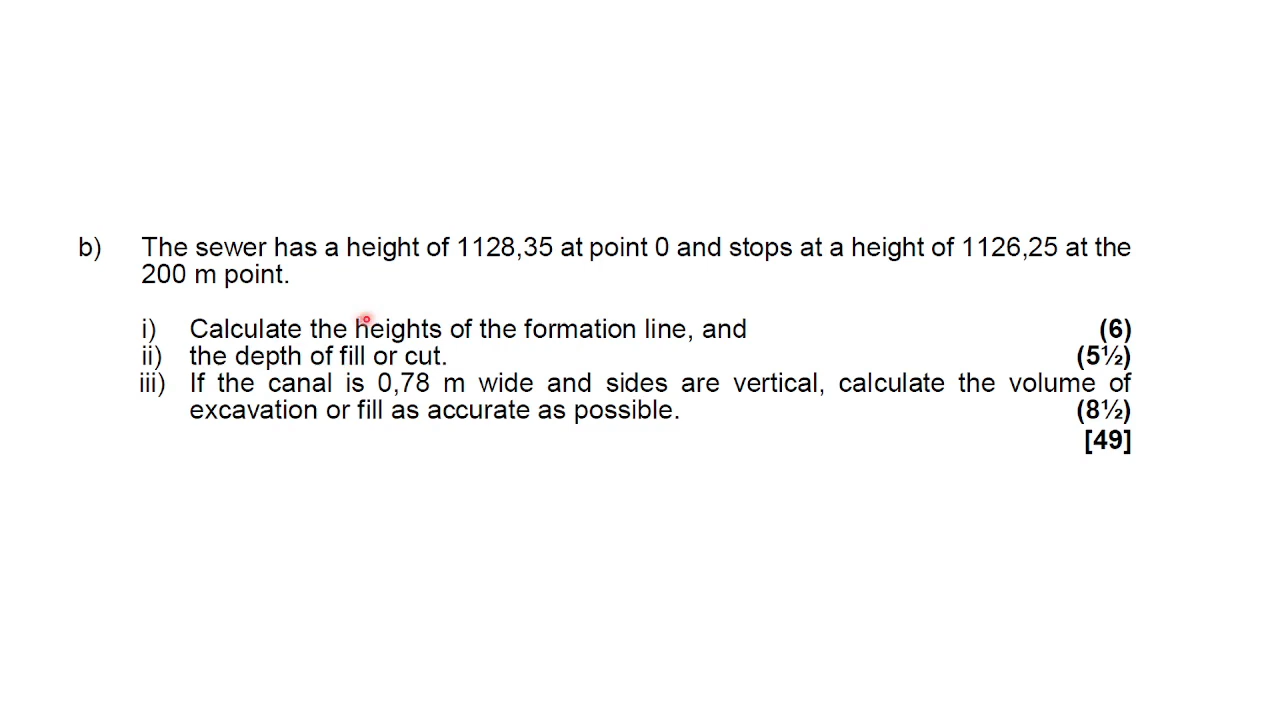 b) The sewer has a height of 1128,35 at point 0 and stops at a height of 1126,25 at the
200 m point.
i) Calculate the heights of the formation line, and (6)
ii) the depth of fill or cut. (5½)
iii) If the canal is 0,78 m wide and sides are vertical, calculate the volume of
excavation or fill as accurate as possible. (8½)
[49]